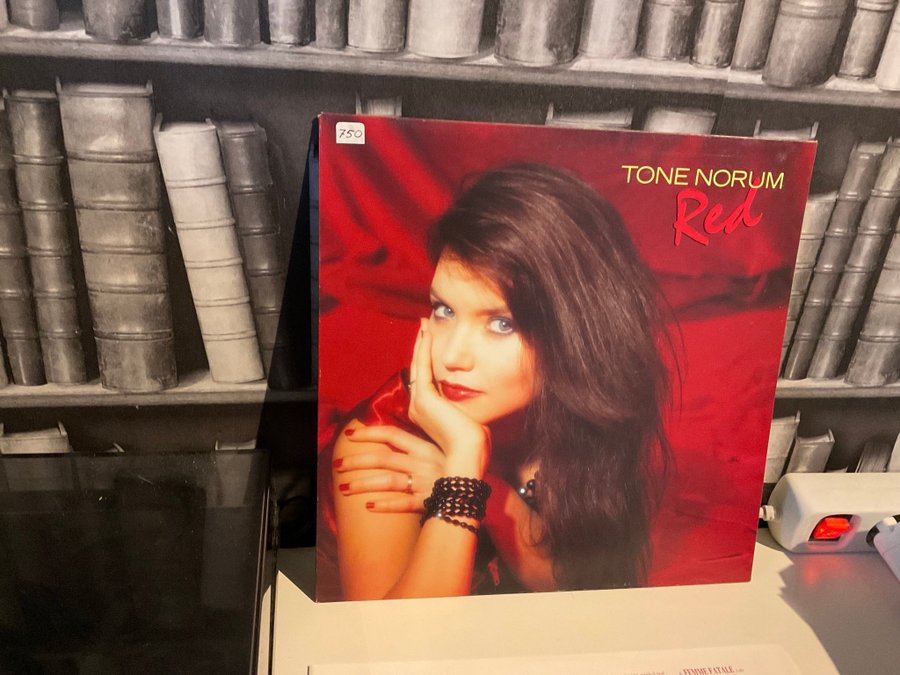 750
TONE NORUM
Red
FEMME FATALE